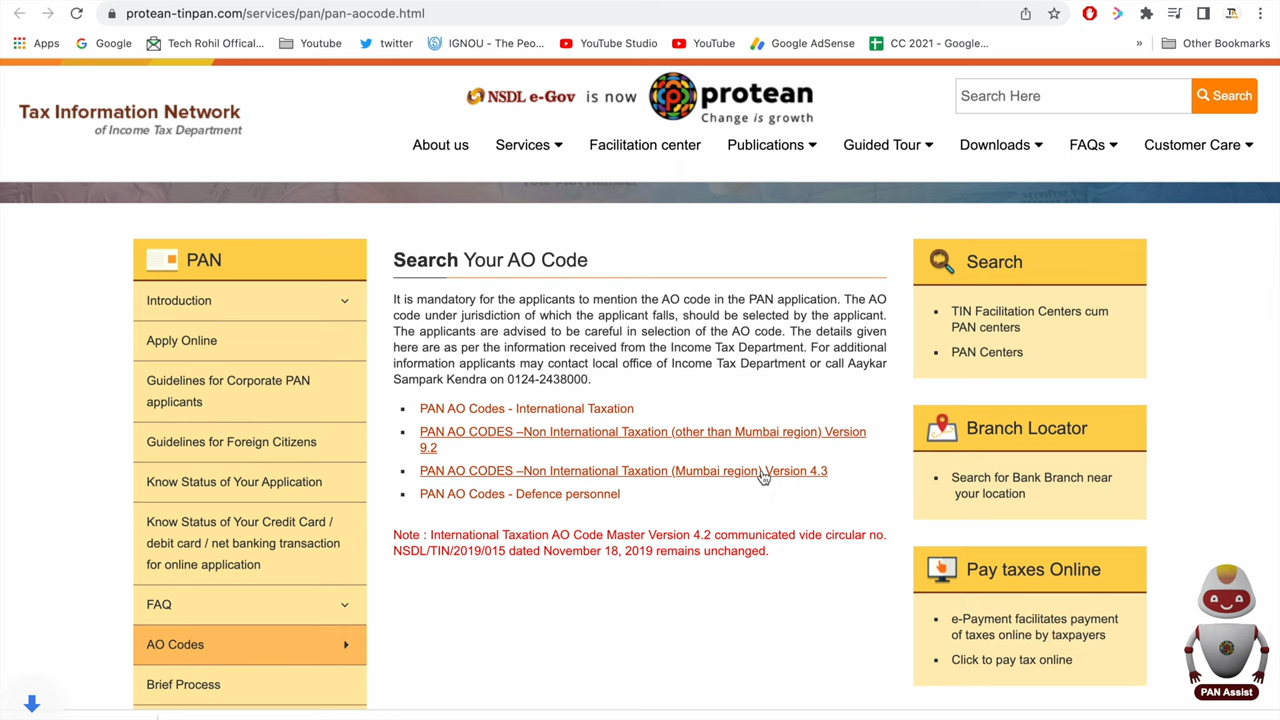 protean-tinpan.com/services/pan/pan-aocode.html
Apps
Google
Tech Rohil Offical...
Youtube
twitter
IGNOU - The Peo...
YouTube Studio
YouTube
Google AdSense
CC 2021 - Google...
»
Other Bookmarks
Tax Information Network
of Income Tax Department
NSDL e-Gov is now protean
Change is growth
Search Here
Search
About us
Services
Facilitation center
Publications
Guided Tour
Downloads
FAQs
Customer Care
Your PAN Number
PAN
Introduction
Apply Online
Guidelines for Corporate PAN
applicants
Guidelines for Foreign Citizens
Know Status of Your Application
Know Status of Your Credit Card /
debit card / net banking transaction
for online application
FAQ
AO Codes
Brief Process
Search Your AO Code
It is mandatory for the applicants to mention the AO code in the PAN application. The AO
code under jurisdiction of which the applicant falls, should be selected by the applicant.
The applicants are advised to be careful in selection of the AO code. The details given
here are as per the information received from the Income Tax Department. For additional
information applicants may contact local office of Income Tax Department or call Aaykar
Sampark Kendra on 0124-2438000.
PAN AO Codes - International Taxation
PAN AO CODES –Non International Taxation (other than Mumbai region) Version
9.2
PAN AO CODES –Non International Taxation (Mumbai region) Version 4.3
PAN AO Codes - Defence personnel
Note : International Taxation AO Code Master Version 4.2 communicated vide circular no.
NSDL/TIN/2019/015 dated November 18, 2019 remains unchanged.
Search
TIN Facilitation Centers cum
PAN centers
PAN Centers
Branch Locator
Search for Bank Branch near
your location
Pay taxes Online
e-Payment facilitates payment
of taxes online by taxpayers
Click to pay tax online
PAN Assist